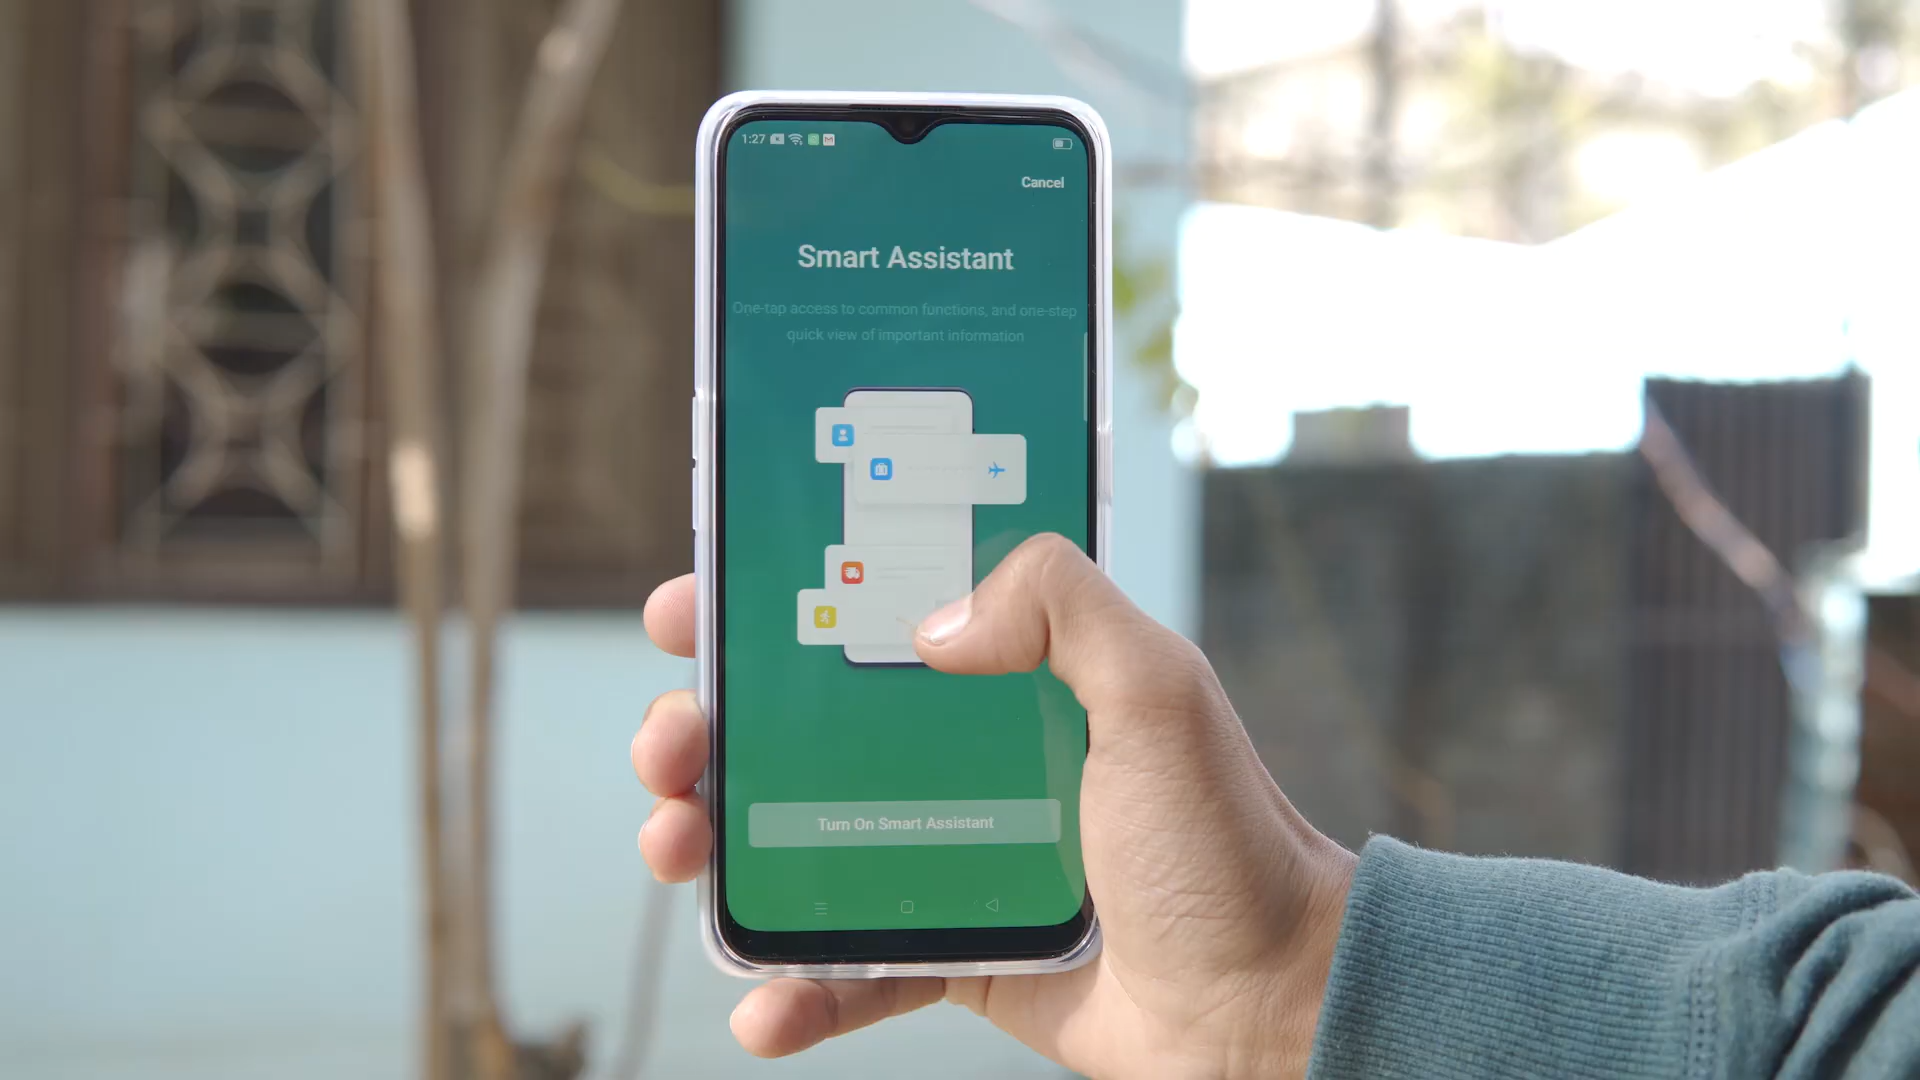 1:27
Cancel
Smart Assistant
One-tap access to common functions, and one-step
quick view of important information
Turn On Smart Assistant